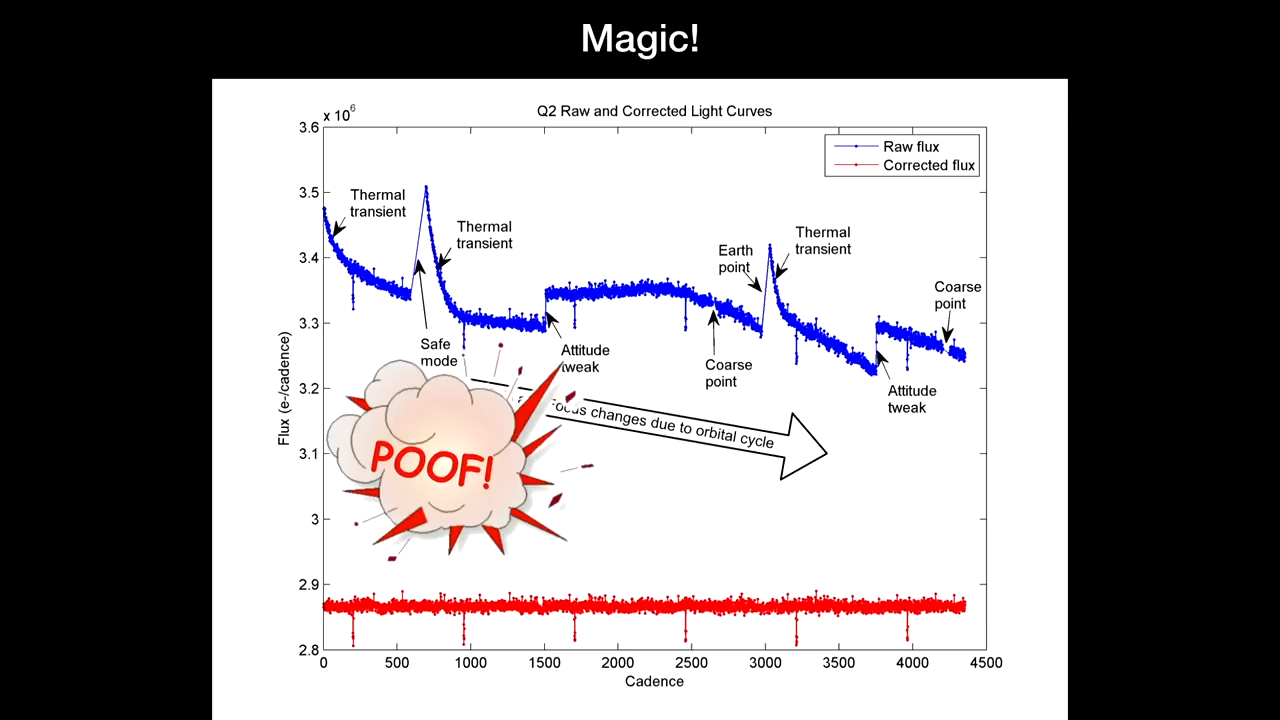 Magic!
Q2 Raw and Corrected Light Curves
x 10^6
3.6
3.5
3.4
3.3
3.2
3.1
3
2.9
2.8
Flux (e-/cadence)
Raw flux
Corrected flux
Thermal
transient
Safe
mode
Thermal
transient
Attitude
tweak
Coarse
point
Earth
point
Thermal
transient
Attitude
tweak
Coarse
point
Focus changes due to orbital cycle
POOF!
0
500
1000
1500
2000
2500
3000
3500
4000
4500
Cadence